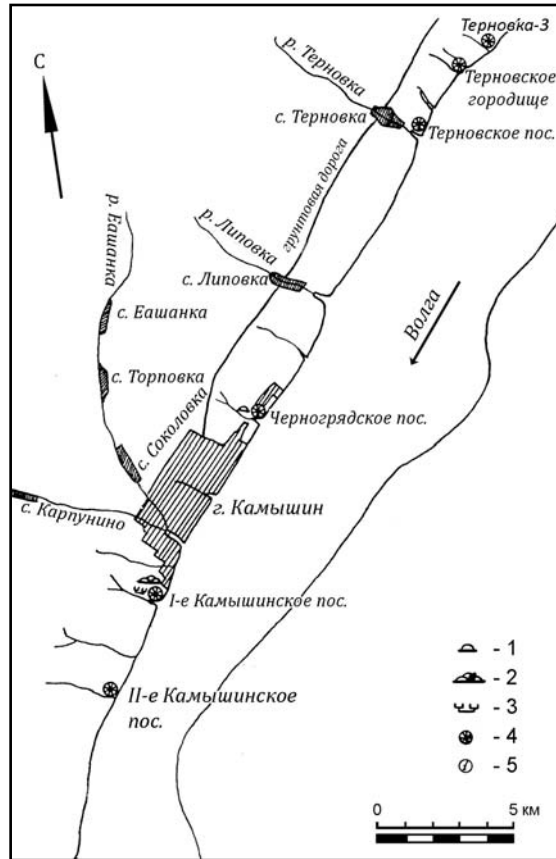 Терновка-3
р. Терновка
С
Терновское
городище
с. Терновка
Терновское пос.
грунтовая дорога
р. Еашанка
р. Липовка
с. Липовка
Волга
с. Еашанка
с. Торповка
с. Соколовка
Черногрядское пос.
г. Камышин
с. Карпунино
I-е Камышинское пос.
II-е Камышинское
пос.
- 1
- 2
- 3
- 4
- 5
0 5 км